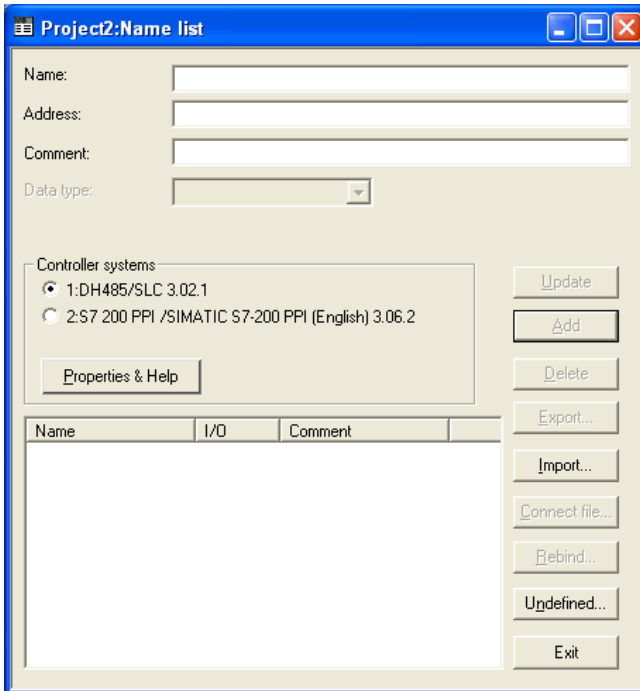 Project2:Name list
Name:
Address:
Comment:
Data type:
Controller systems
1:DH485/SLC 3.02.1
2:S7 200 PPI /SIMATIC S7-200 PPI (English) 3.06.2
Properties & Help
Update
Add
Delete
Export...
Import...
Connect file...
Rebind...
Undefined...
Exit
Name I/O Comment